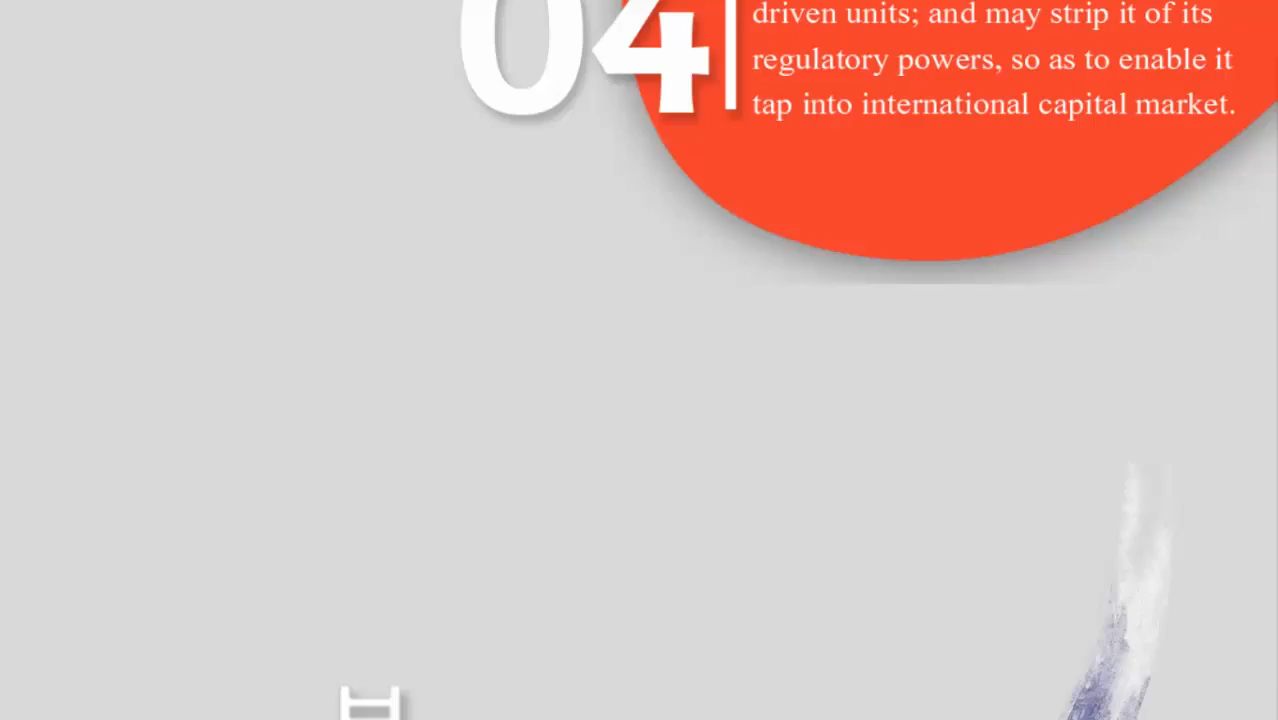 04
driven units; and may strip it of its
regulatory powers, so as to enable it
tap into international capital market.